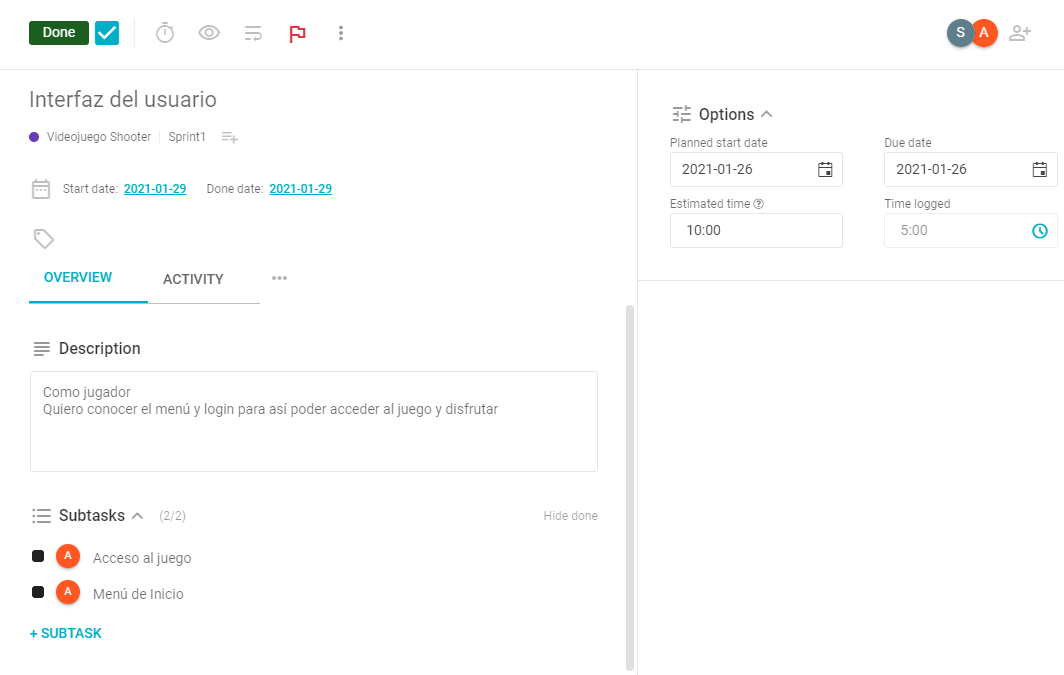 Done
S A
Interfaz del usuario
Videojuego Shooter Sprint1
Start date: 2021-01-29 Done date: 2021-01-29
OVERVIEW ACTIVITY
Description
Como jugador
Quiero conocer el menú y login para así poder acceder al juego y disfrutar
Subtasks (2/2) Hide done
A Acceso al juego
A Menú de Inicio
+ SUBTASK
Options
Planned start date Due date
2021-01-26 2021-01-26
Estimated time ? Time logged
10:00 5:00